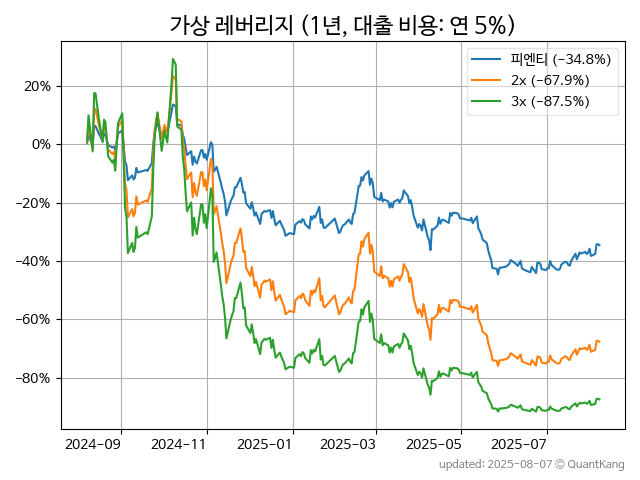 가상 레버리지 (1년, 대출 비용: 연 5%)
피엔티 (−34.8%)
2x (−67.9%)
3x (−87.5%)
20%
0%
−20%
−40%
−60%
−80%
2024-09 2024-11 2025-01 2025-03 2025-05 2025-07
updated: 2025-08-07 © QuantKang